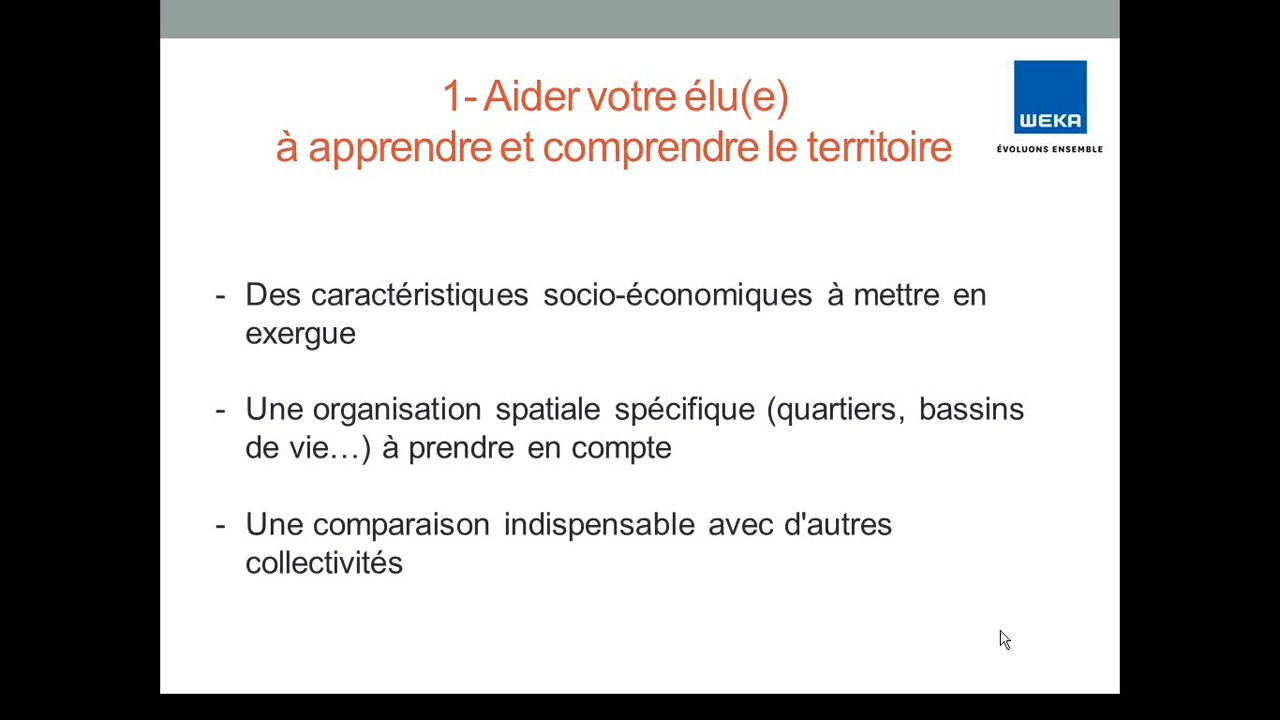 1- Aider votre élu(e)
à apprendre et comprendre le territoire
WEKA
ÉVOLUONS ENSEMBLE
- Des caractéristiques socio-économiques à mettre en
exergue
- Une organisation spatiale spécifique (quartiers, bassins
de vie…) à prendre en compte
- Une comparaison indispensable avec d'autres
collectivités